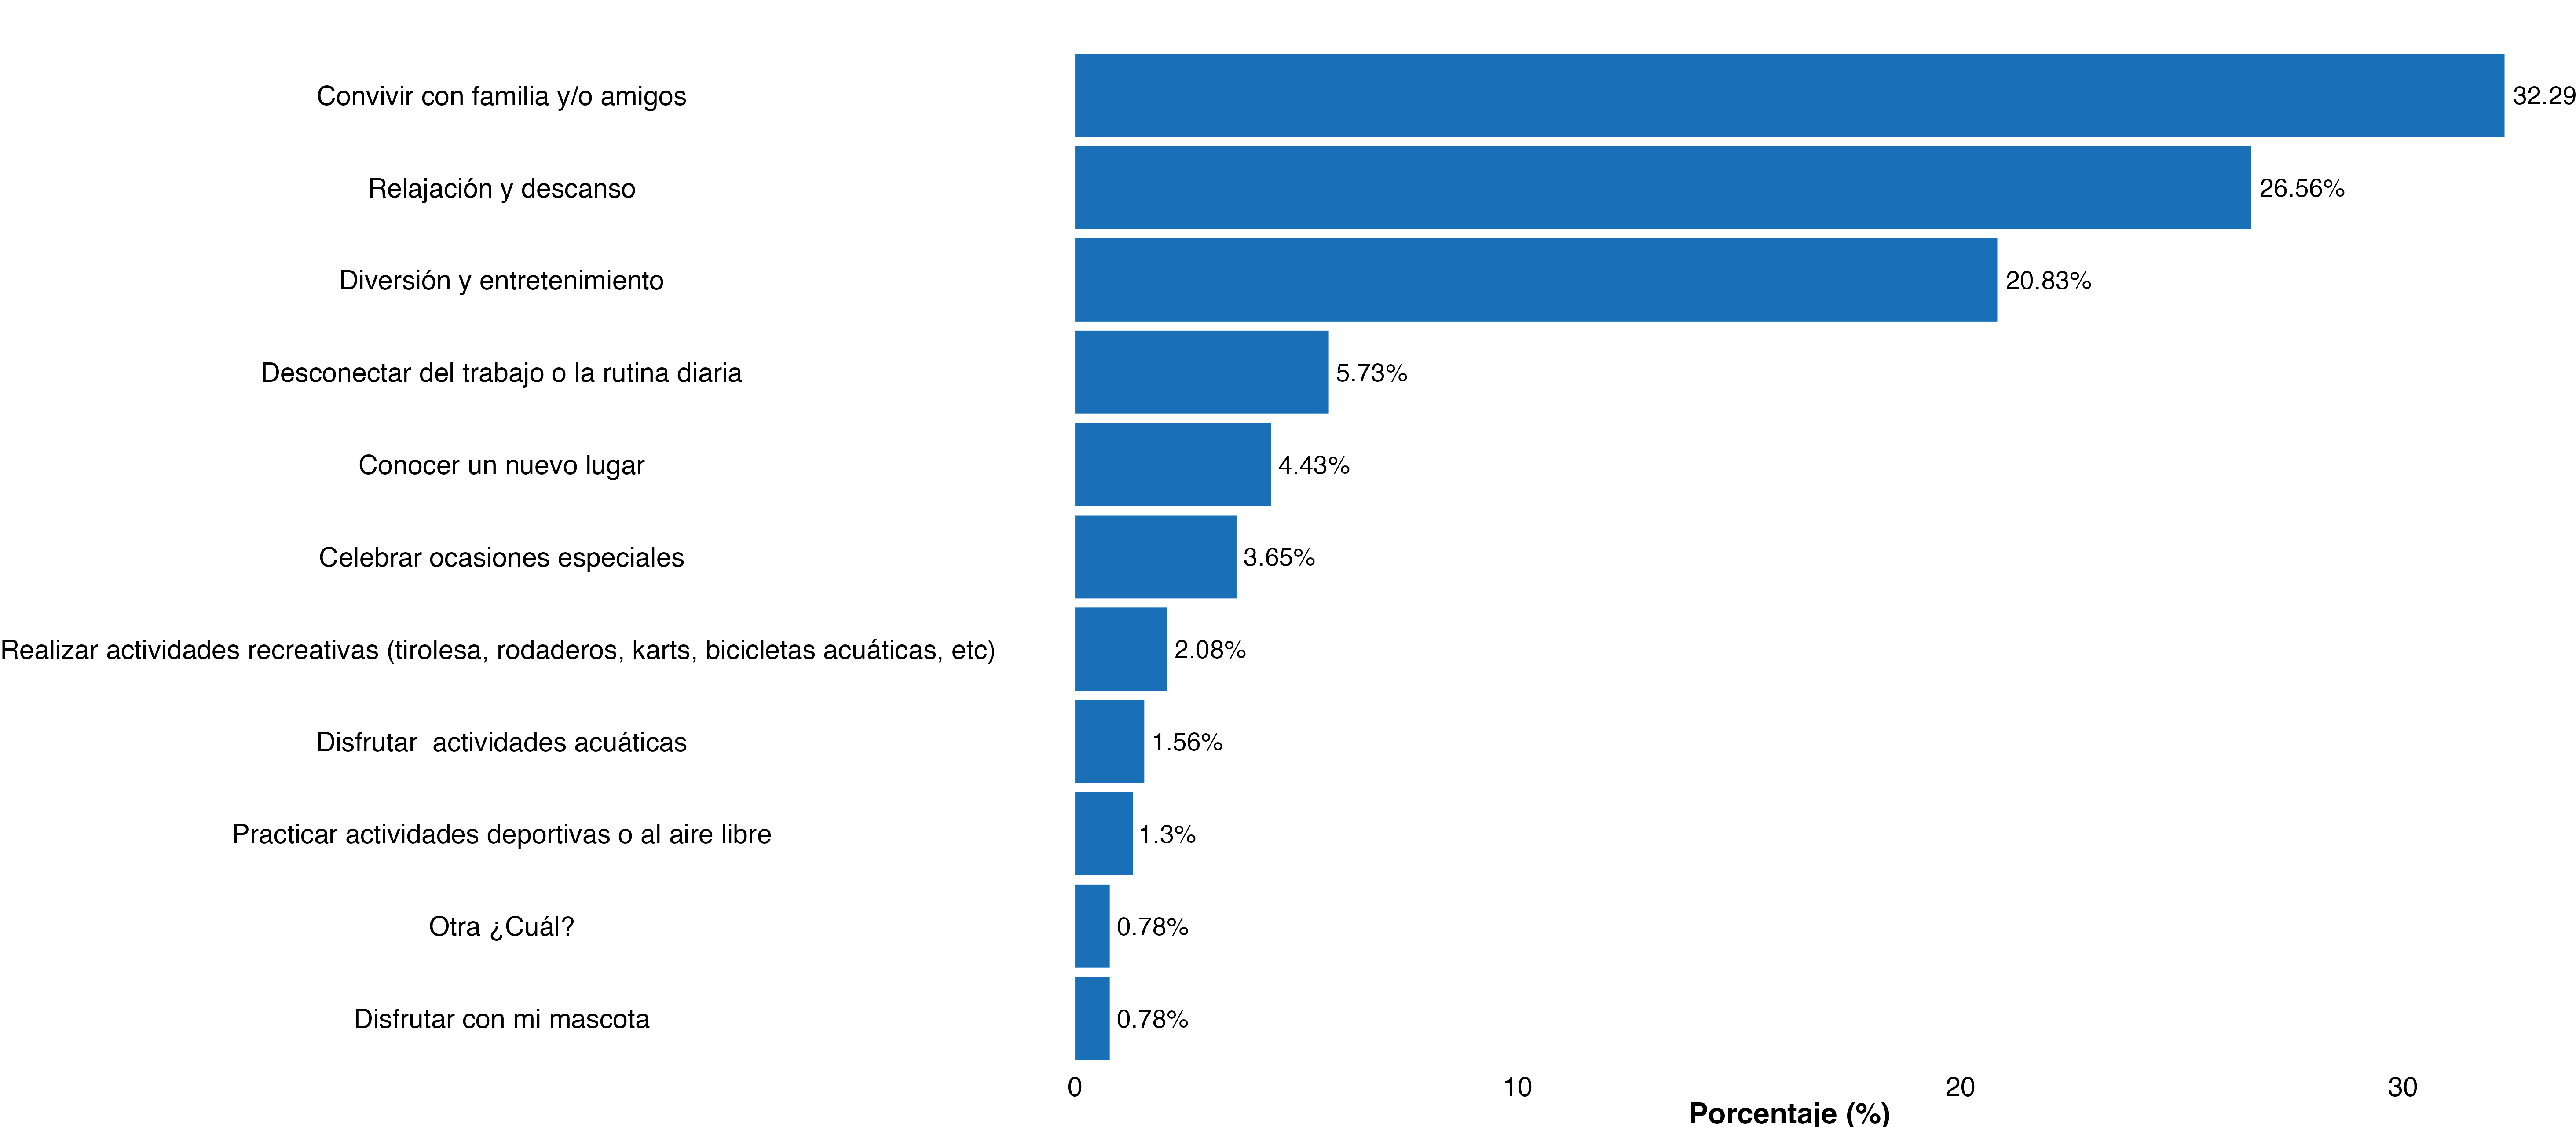 Convivir con familia y/o amigos 32.29
Relajación y descanso 26.56%
Diversión y entretenimiento 20.83%
Desconectar del trabajo o la rutina diaria 5.73%
Conocer un nuevo lugar 4.43%
Celebrar ocasiones especiales 3.65%
Realizar actividades recreativas (tirolesa, rodaderos, karts, bicicletas acuáticas, etc) 2.08%
Disfrutar  actividades acuáticas 1.56%
Practicar actividades deportivas o al aire libre 1.3%
Otra ¿Cuál? 0.78%
Disfrutar con mi mascota 0.78%
0 10 20 30
Porcentaje (%)